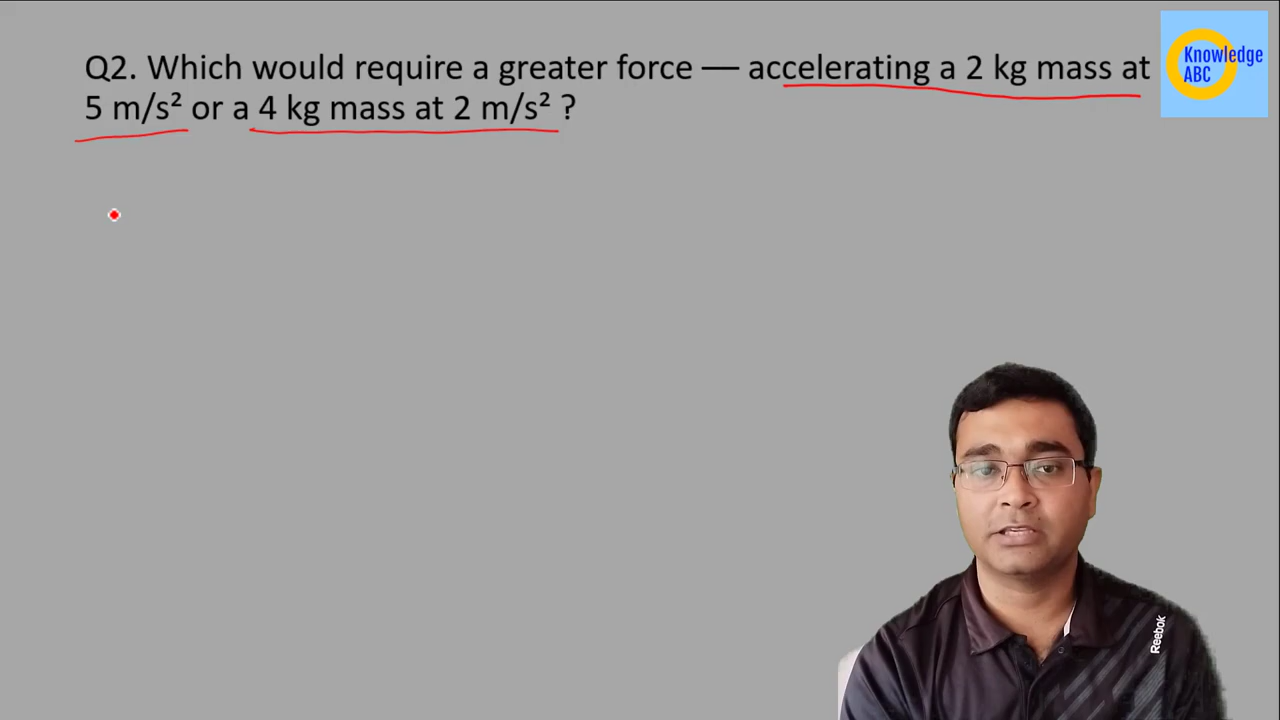 Q2. Which would require a greater force — accelerating a 2 kg mass at
5 m/s² or a 4 kg mass at 2 m/s² ?
Knowledge
ABC
Reebok